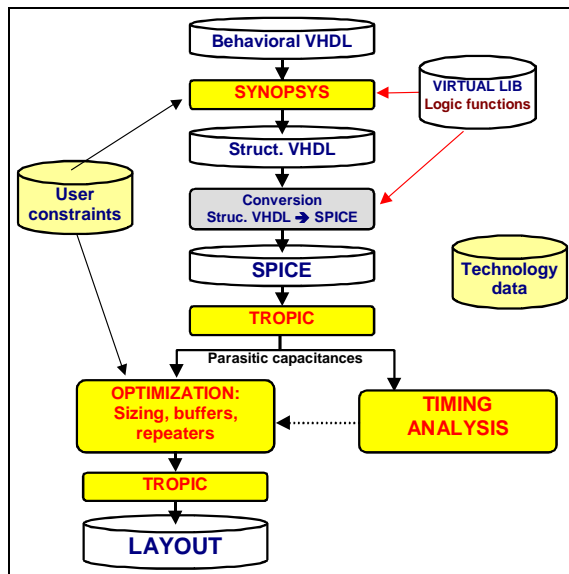 Behavioral VHDL
SYNOPSYS
VIRTUAL LIB
Logic functions
Struct. VHDL
User
constraints
Conversion
Struc. VHDL ➔ SPICE
SPICE
Technology
data
TROPIC
Parasitic capacitances
OPTIMIZATION:
Sizing, buffers,
repeaters
TIMING
ANALYSIS
TROPIC
LAYOUT